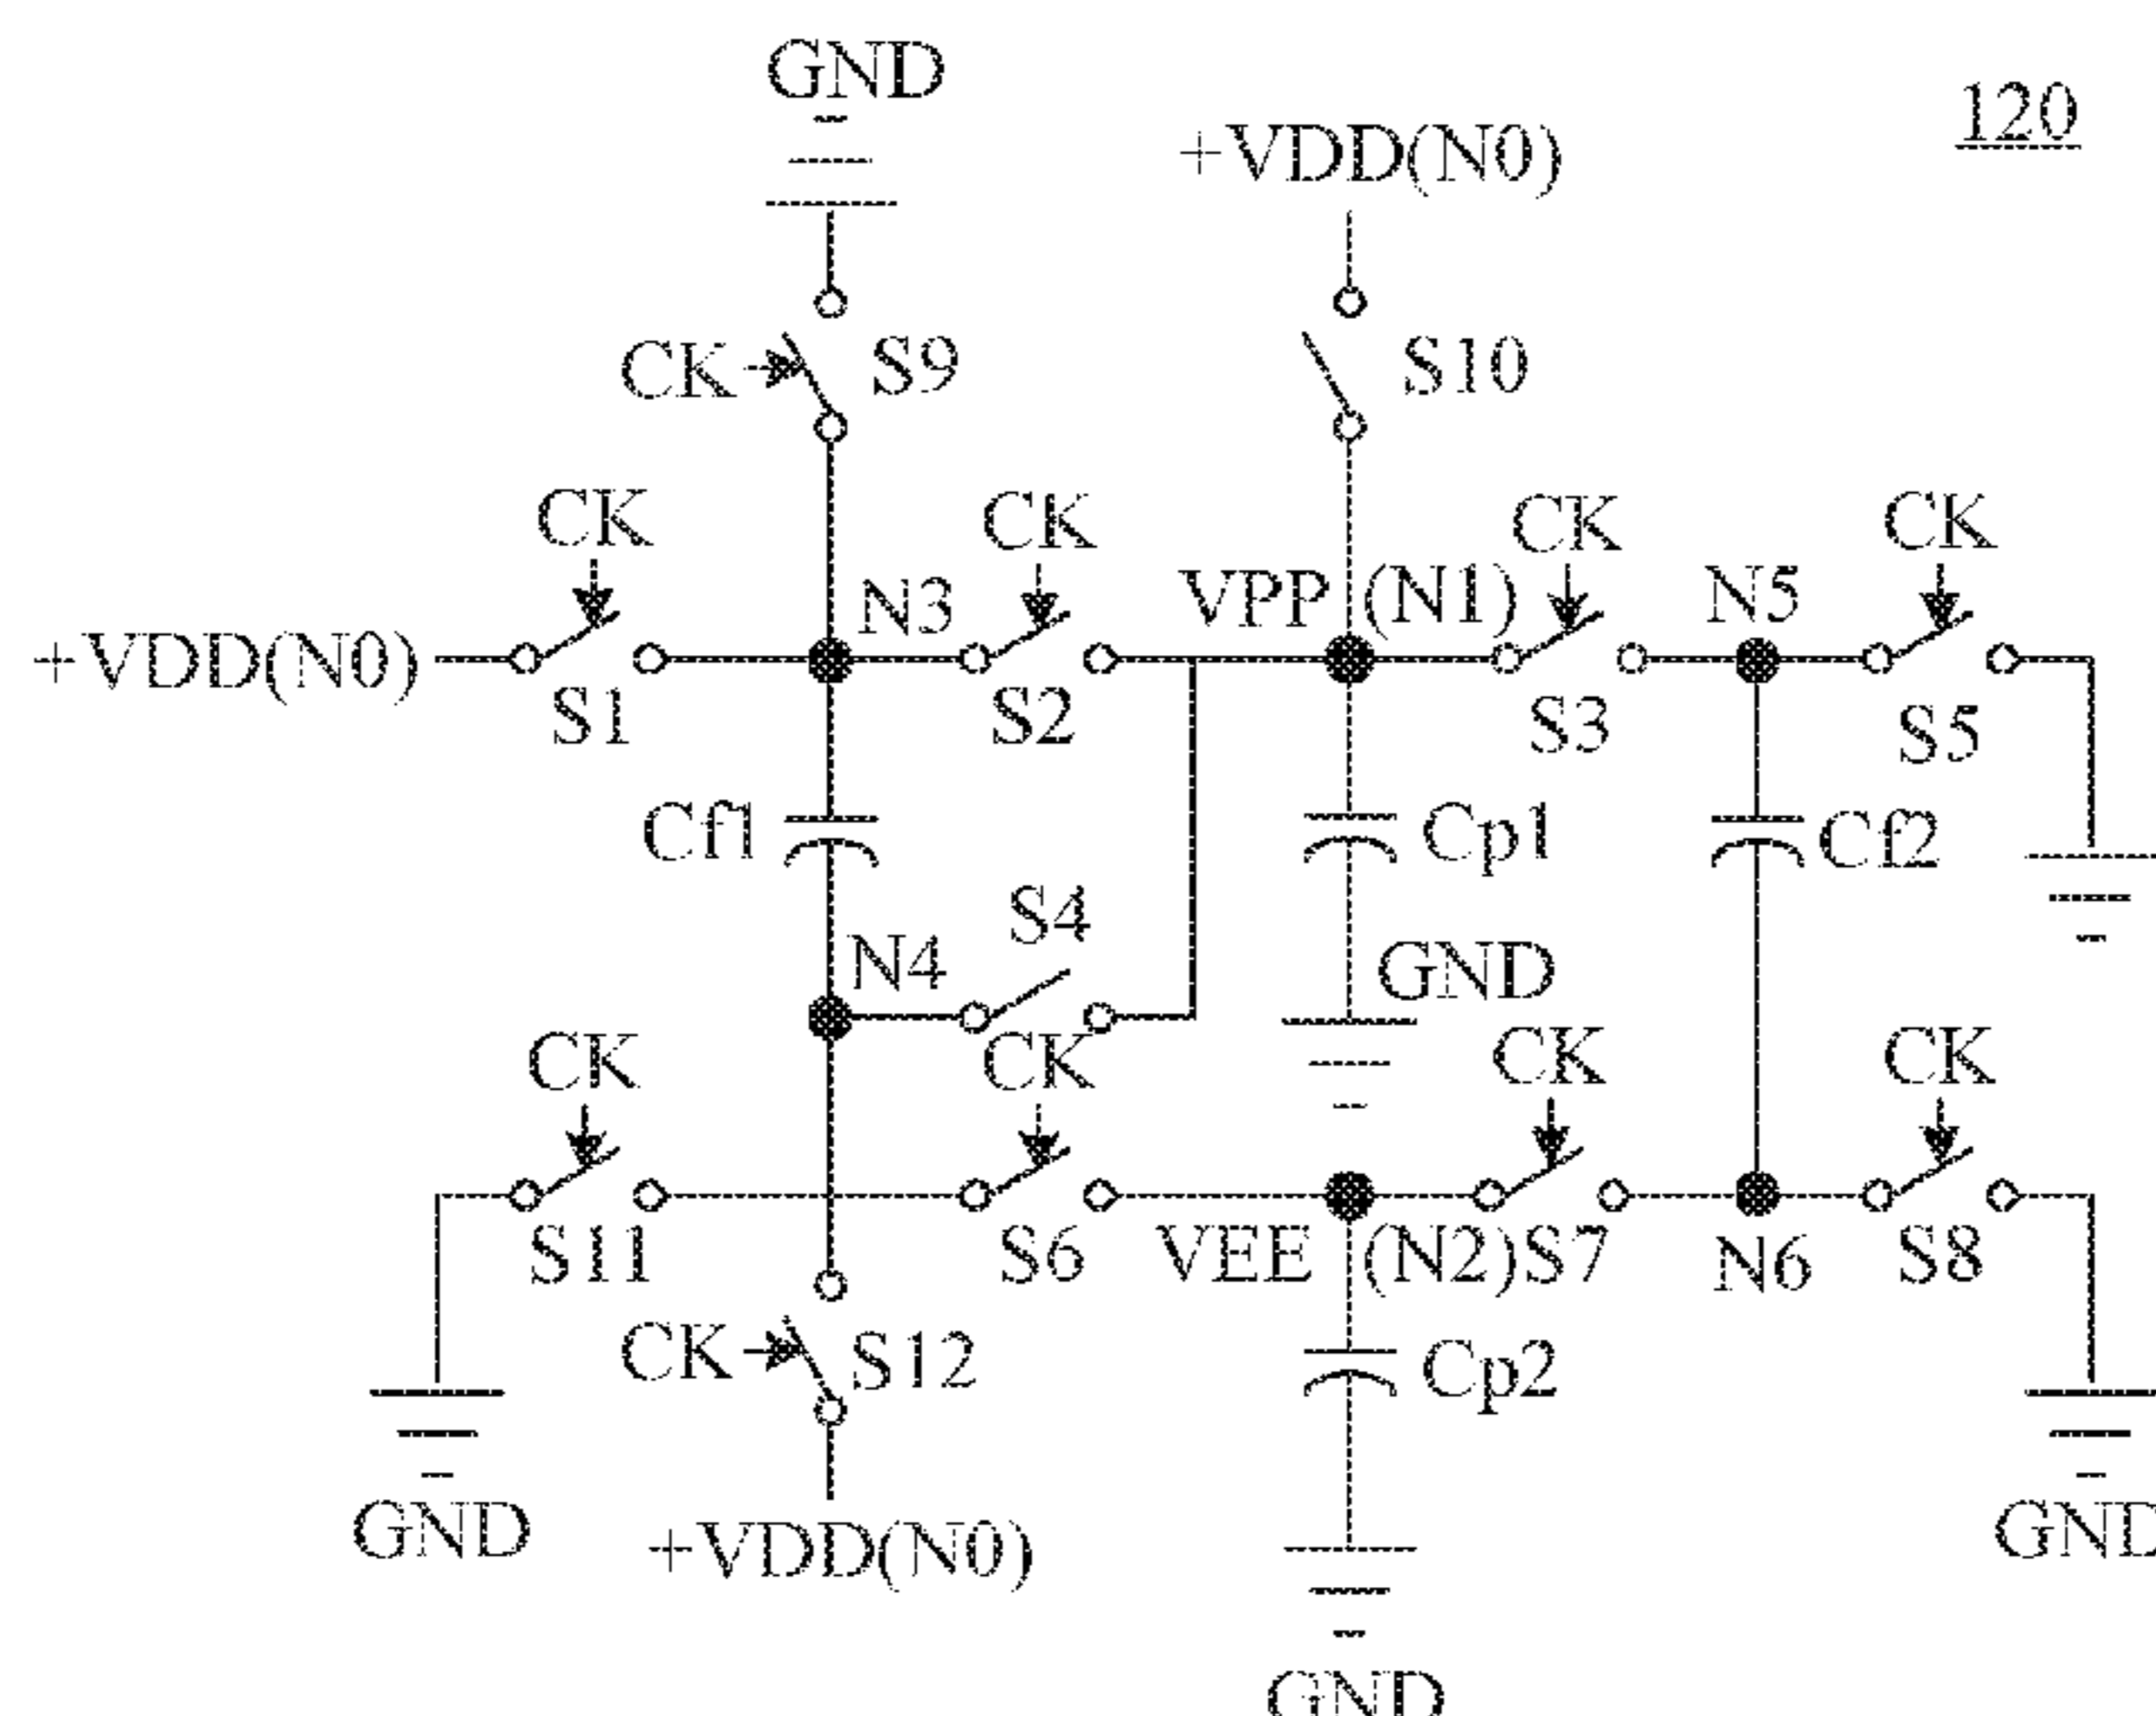 GND
120
+VDD(N0)
CK
S9
S10
CK
CK
CK
CK
N3
VPP
(N1)
N5
+VDD(N0)
S1
S2
S3
S5
Cf1
Cp1
Cf2
S4
N4
GND
CK
CK
CK
CK
S11
S6
VEE
(N2)
S7
N6
S8
CK
S12
Cp2
GND
+VDD(N0)
GND
GND